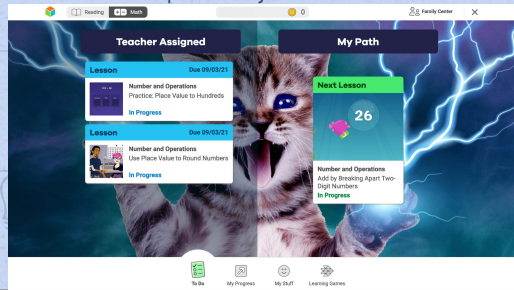 Reading
Math
0
Family Center
Teacher Assigned
My Path
Lesson
Due 09/03/21
Number and Operations
Practice: Place Value to Hundreds
In Progress
Lesson
Due 09/03/21
Number and Operations
Use Place Value to Round Numbers
In Progress
Next Lesson
26
Number and Operations
Add by Breaking Apart Two-
Digit Numbers
In Progress
To Do
My Progress
My Stuff
Learning Games